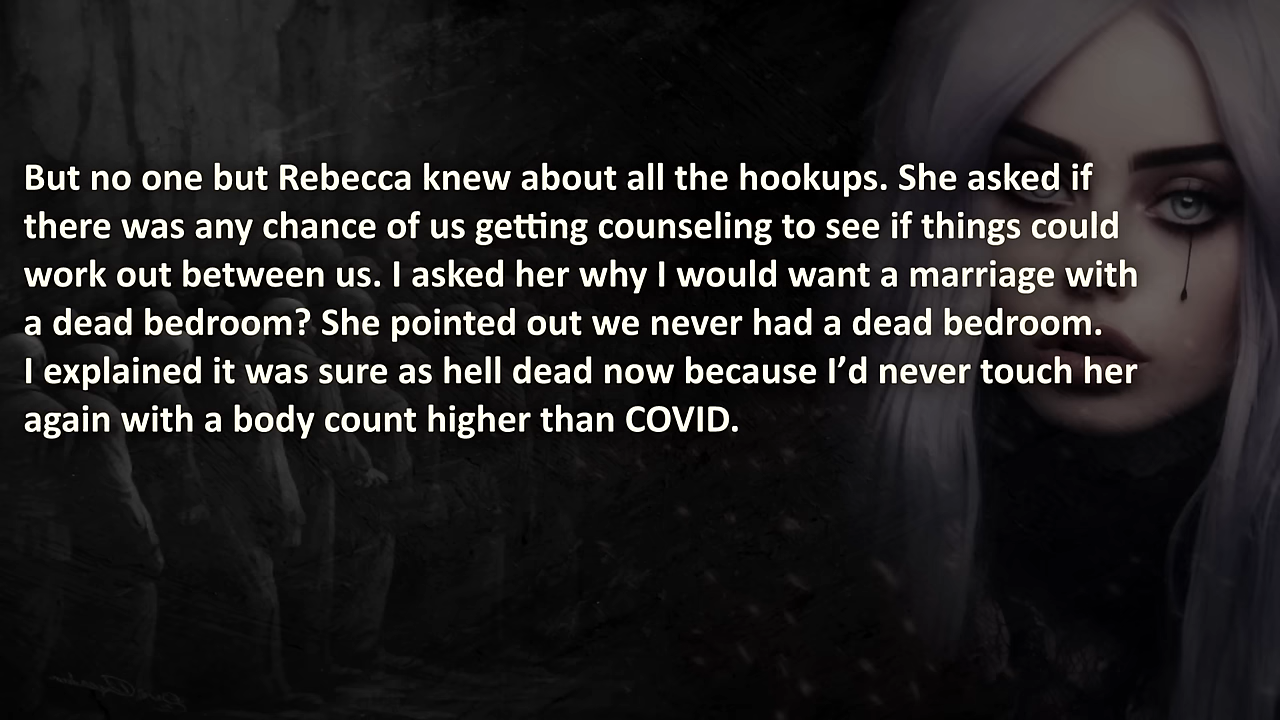 But no one but Rebecca knew about all the hookups. She asked if
there was any chance of us getting counseling to see if things could
work out between us. I asked her why I would want a marriage with
a dead bedroom? She pointed out we never had a dead bedroom.
I explained it was sure as hell dead now because I’d never touch her
again with a body count higher than COVID.